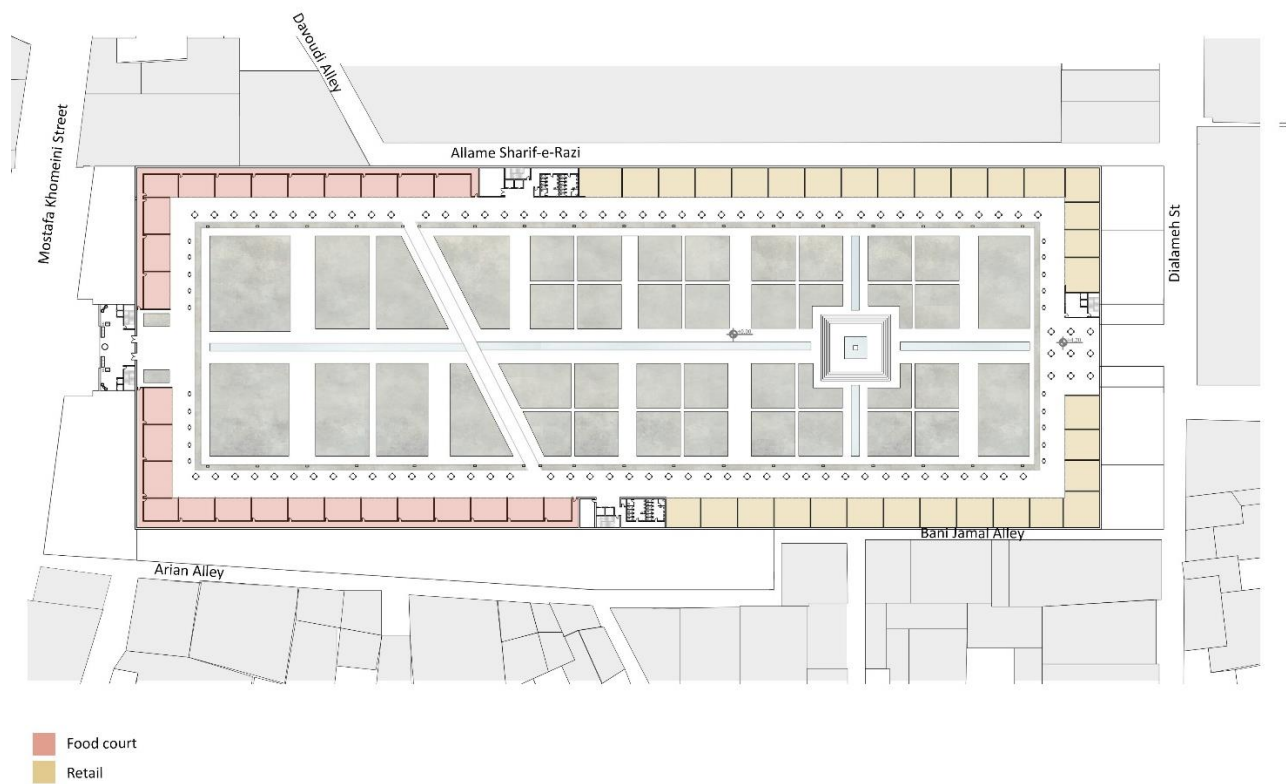 Davoudi Alley
Mostafa Khomeini Street
Allame Sharif-e-Razi
Dialameh St
Bani Jamal Alley
Arian Alley
Food court
Retail